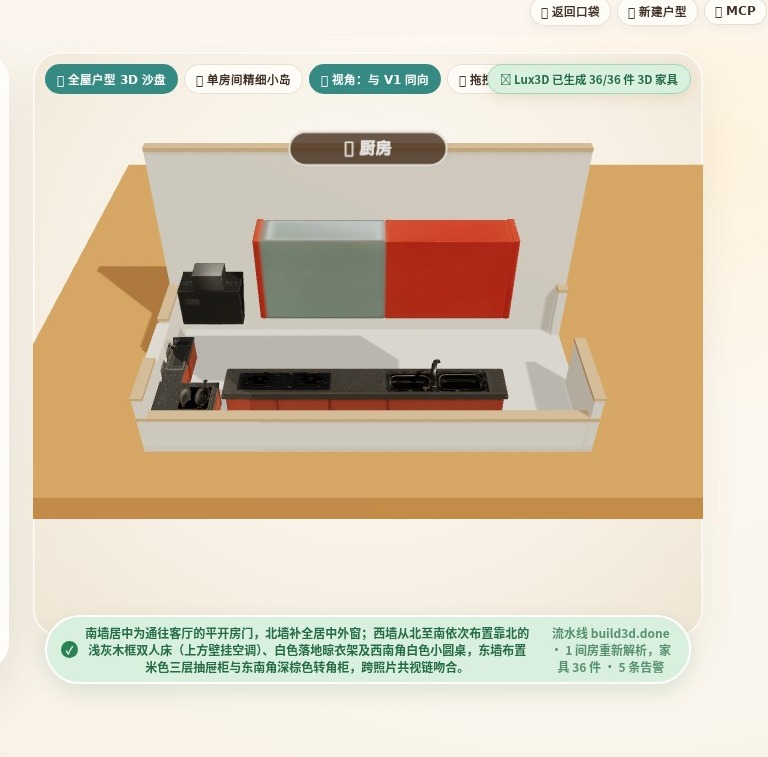 返回口袋
新建户型
MCP
全屋户型 3D 沙盘
单房间精细小岛
视角：与 V1 同向
拖拽
Lux3D 已生成 36/36 件 3D 家具
厨房
南墙居中为通往客厅的平开房门，北墙补全居中外窗；西墙从北至南依次布置靠北的
浅灰木框双人床（上方壁挂空调）、白色落地晾衣架及西南角白色小圆桌，东墙布置
米色三层抽屉柜与东南角深棕色转角柜，跨照片共视链吻合。
流水线 build3d.done
· 1 间房重新解析，家
具 36 件 · 5 条告警